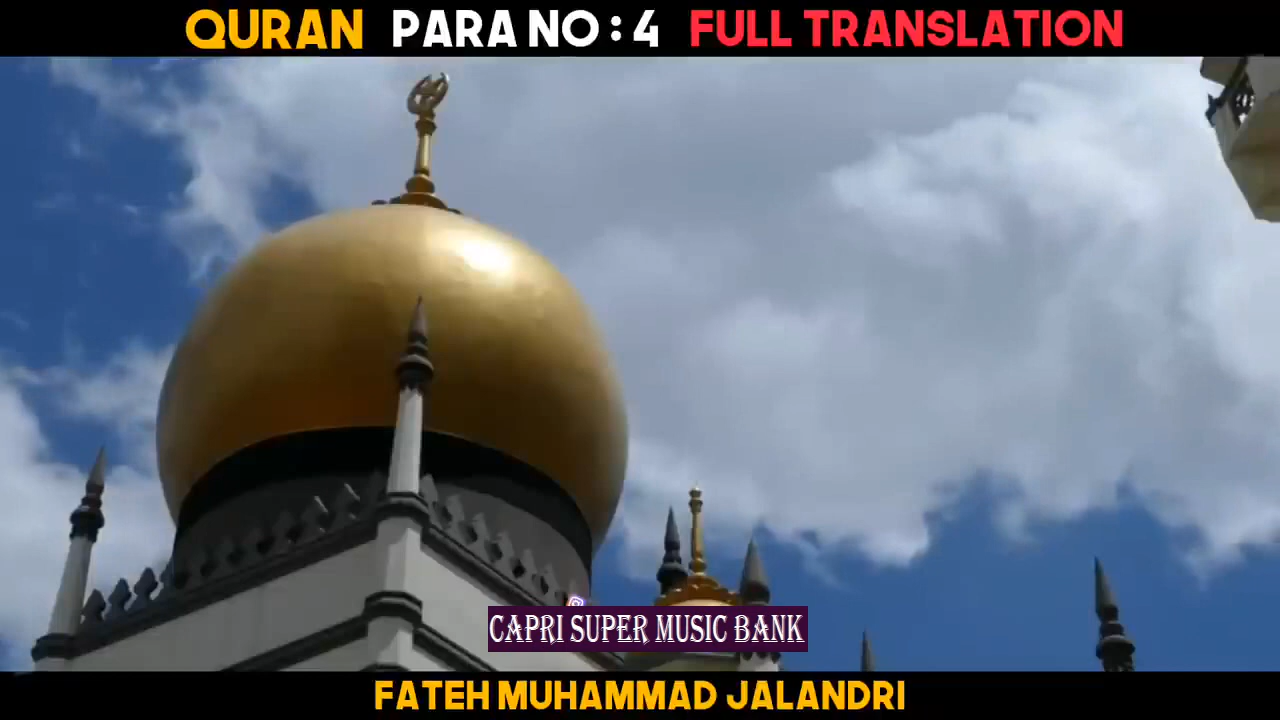 QURAN PARA NO : 4 FULL TRANSLATION
CAPRI SUPER MUSIC BANK
FATEH MUHAMMAD JALANDRI